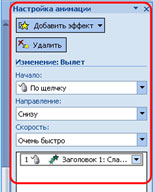 Настройка анимации
Добавить эффект
Удалить
Изменение: Вылет
Начало:
По щелчку
Направление:
Снизу
Скорость:
Очень быстро
1 Заголовок 1: Сла...